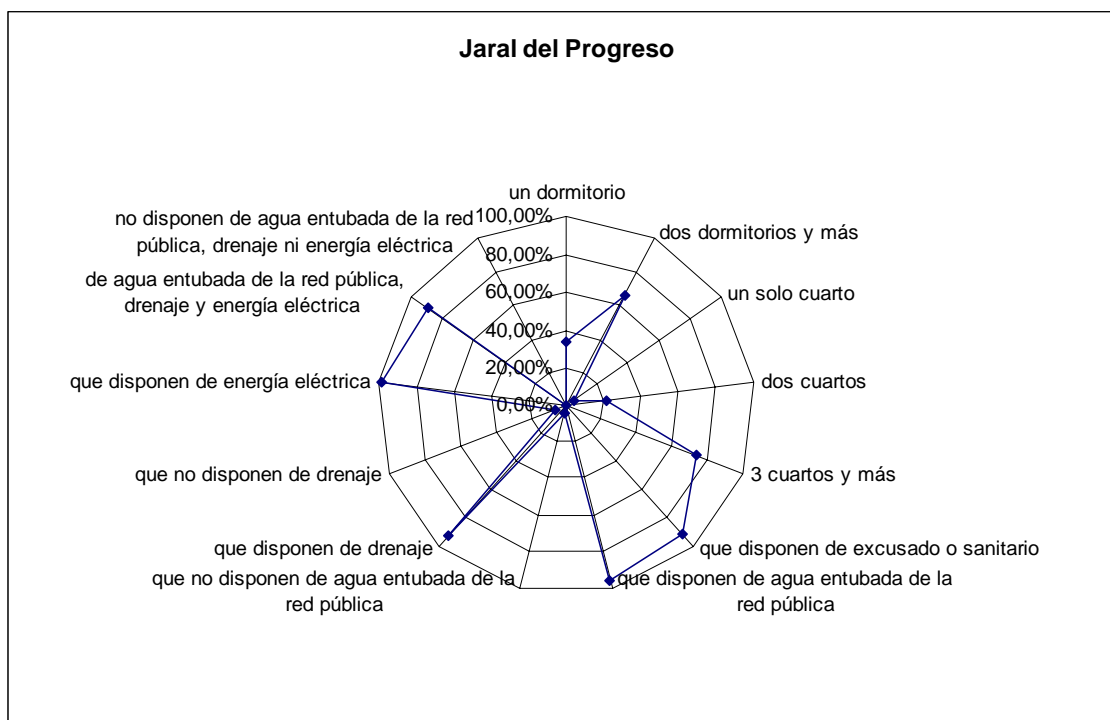 Jaral del Progreso
un dormitorio
no disponen de agua entubada de la red
pública, drenaje ni energía eléctrica
100,00%
dos dormitorios y más
80,00%
de agua entubada de la red pública,
drenaje y energía eléctrica
un solo cuarto
60,00%
40,00%
que disponen de energía eléctrica
20,00%
dos cuartos
0,00%
que no disponen de drenaje
3 cuartos y más
que disponen de drenaje
que disponen de excusado o sanitario
que no disponen de agua entubada de la
red pública
que disponen de agua entubada de la
red pública